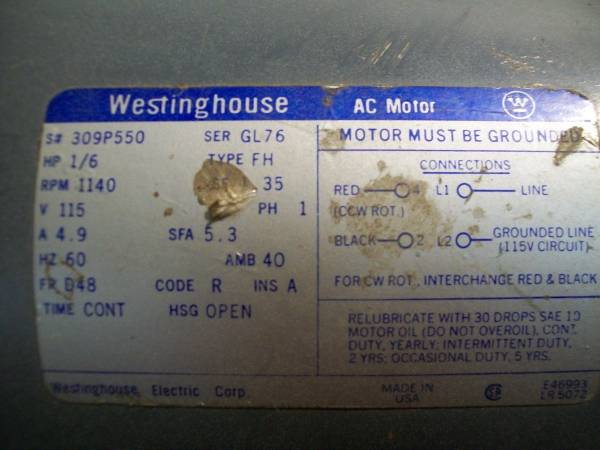 Westinghouse AC Motor W
S# 309P550 SER GL76
HP 1/6 TYPE FH
RPM 1140 SF 35
V 115 PH 1
A 4.9 SFA 5.3
HZ 60 AMB 40
FR D48 CODE R INS A
TIME CONT HSG OPEN
MOTOR MUST BE GROUNDED
CONNECTIONS
RED 4 L1 LINE
(CCW ROT.)
BLACK 2 L2 GROUNDED LINE
(115V CIRCUIT)
FOR CW ROT., INTERCHANGE RED & BLACK
RELUBRICATE WITH 30 DROPS SAE 10
MOTOR OIL (DO NOT OVEROIL), CONT.
DUTY, YEARLY; INTERMITTENT DUTY,
2 YRS; OCCASIONAL DUTY, 5 YRS.
Westinghouse Electric Corp.
MADE IN
USA
E46993
LR 5072